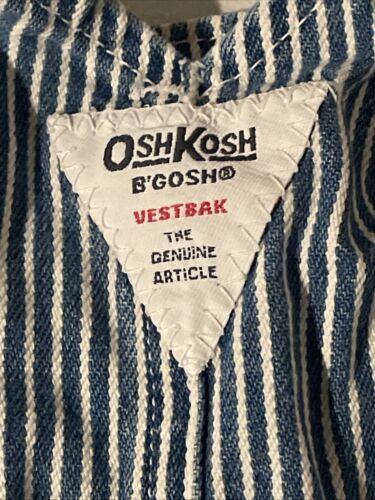 OSHKOSH
B'GOSH®
VESTBAK
THE
GENUINE
ARTICLE